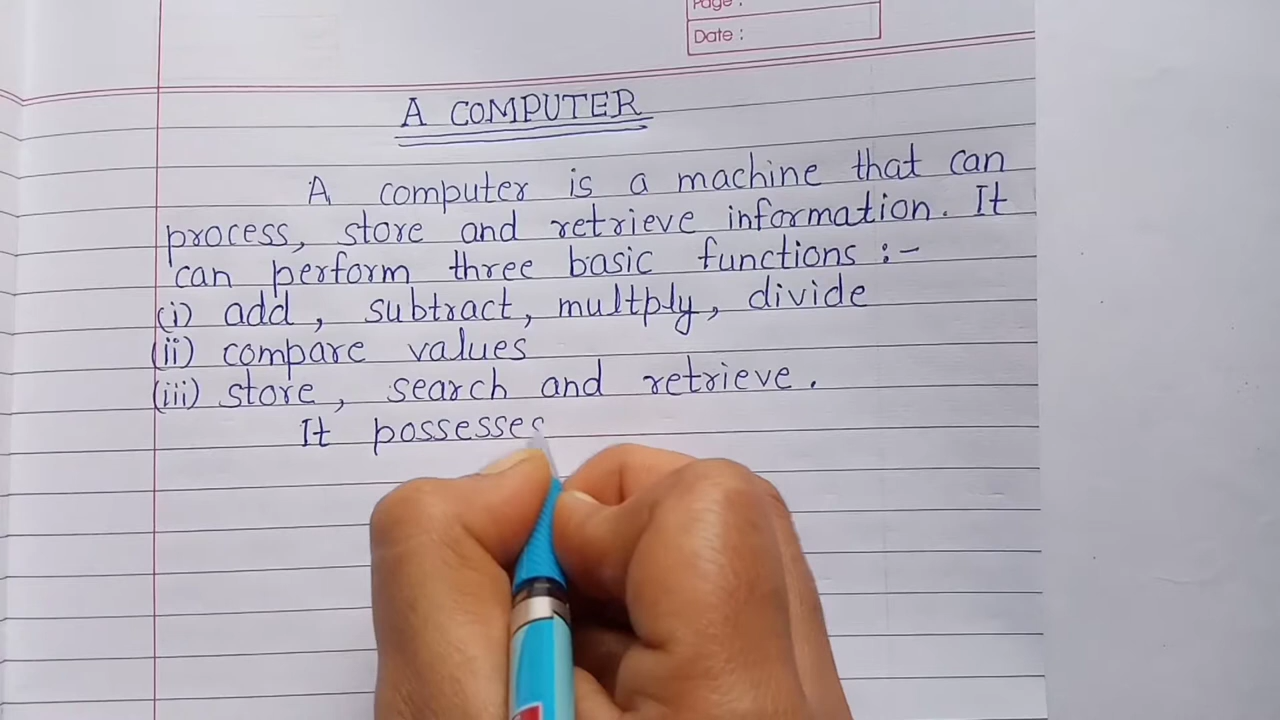 Page :
Date :
A COMPUTER
A computer is a machine that can
process, store and retrieve information. It
can perform three basic functions :-
(i) add, subtract, multply, divide
(ii) compare values
(iii) store, search and retrieve.
It possesses